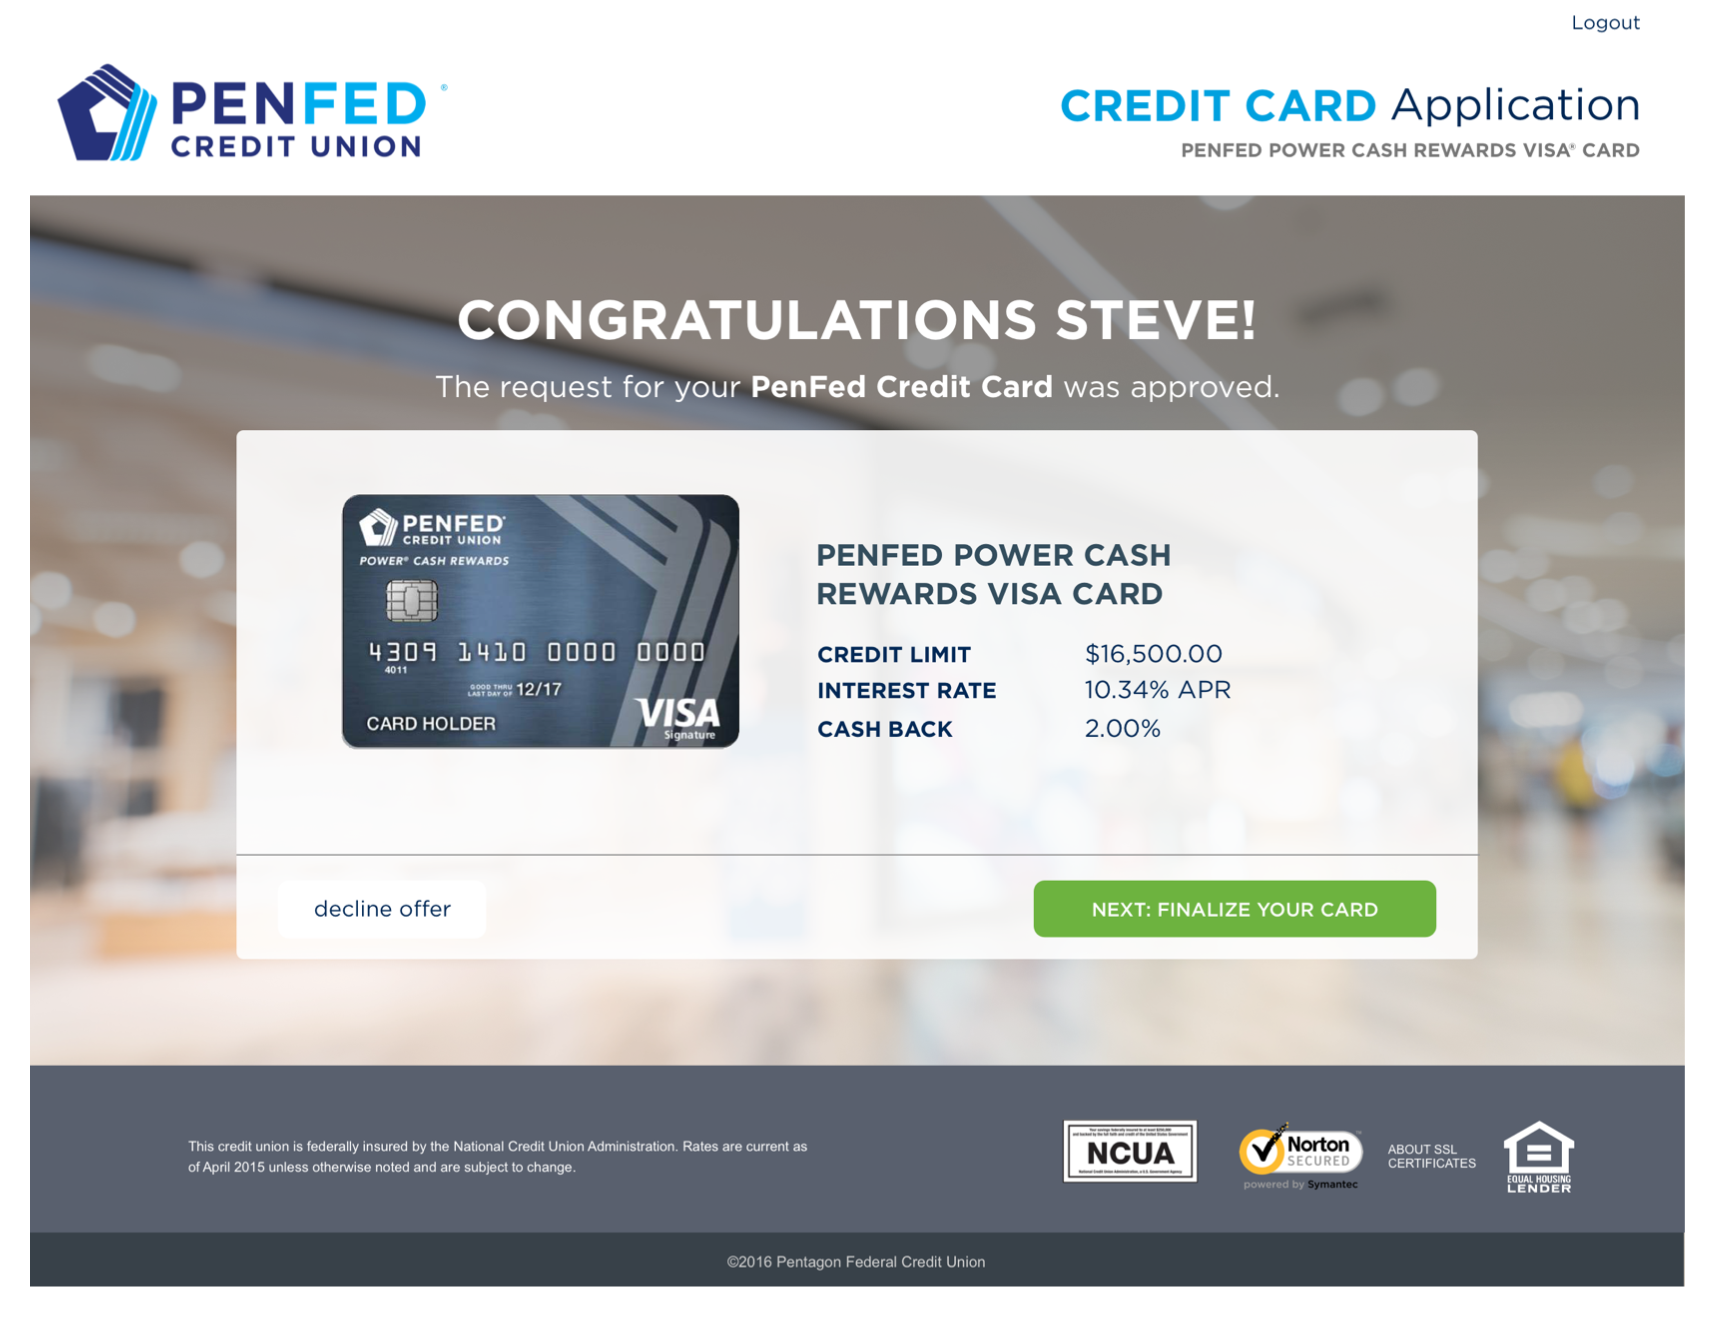 Logout
PENFED®
CREDIT UNION
CREDIT CARD Application
PENFED POWER CASH REWARDS VISA® CARD
CONGRATULATIONS STEVE!
The request for your PenFed Credit Card was approved.
PENFED®
CREDIT UNION
POWER® CASH REWARDS
4309 1410 0000 0000
4011
GOOD THRU
LAST DAY OF 12/17
CARD HOLDER
VISA
Signature
PENFED POWER CASH
REWARDS VISA CARD
CREDIT LIMIT $16,500.00
INTEREST RATE 10.34% APR
CASH BACK 2.00%
decline offer
NEXT: FINALIZE YOUR CARD
This credit union is federally insured by the National Credit Union Administration. Rates are current as
of April 2015 unless otherwise noted and are subject to change.
NCUA
National Credit Union Administration, a U.S. Government Agency
Norton
SECURED
powered by Symantec
ABOUT SSL
CERTIFICATES
EQUAL HOUSING
LENDER
©2016 Pentagon Federal Credit Union